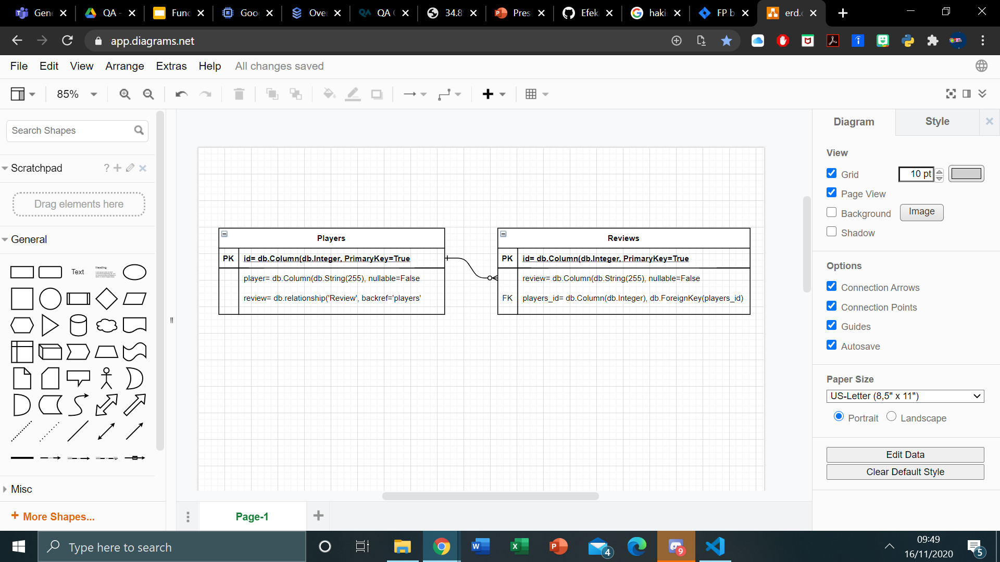 Gene
QA -
Func
Goo
Over
QA C
34.8
Pres
Efek
haki
FP b
erd.
app.diagrams.net
File Edit View Arrange Extras Help All changes saved
85%
Search Shapes
Scratchpad
?
Drag elements here
General
Text
Heading
Misc
+ More Shapes...
Players
PK id= db.Column(db.Integer, PrimaryKey=True
player= db.Column(db.String(255), nullable=False
review= db.relationship('Review', backref='players'
Reviews
PK id= db.Column(db.Integer, PrimaryKey=True
review= db.Column(db.String(255), nullable=False
FK players_id= db.Column(db.Integer), db.ForeignKey(players_id)
Page-1
Diagram Style
View
Grid 10 pt
Page View
Background Image
Shadow
Options
Connection Arrows
Connection Points
Guides
Autosave
Paper Size
US-Letter (8,5" x 11")
Portrait Landscape
Edit Data
Clear Default Style
Type here to search
4
9
09:49
16/11/2020
5